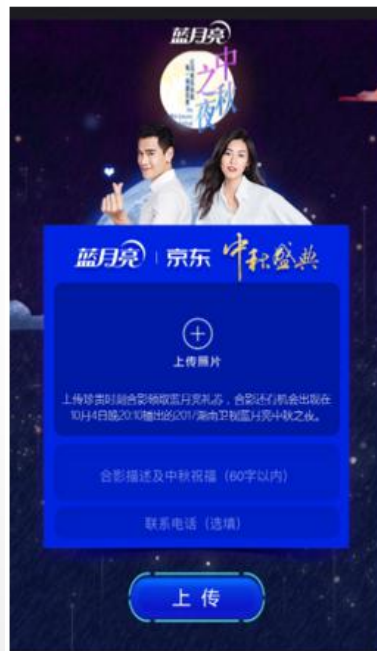 蓝月亮
中秋
之夜
蓝月亮 | 京东 中秋盛典
上传照片
上传珍贵时刻合影领取蓝月亮礼品，合影还有机会出现在
10月4日晚20:10播出的2017湖南卫视蓝月亮中秋之夜。
合影描述及中秋祝福（60字以内）
联系电话（选填）
上传